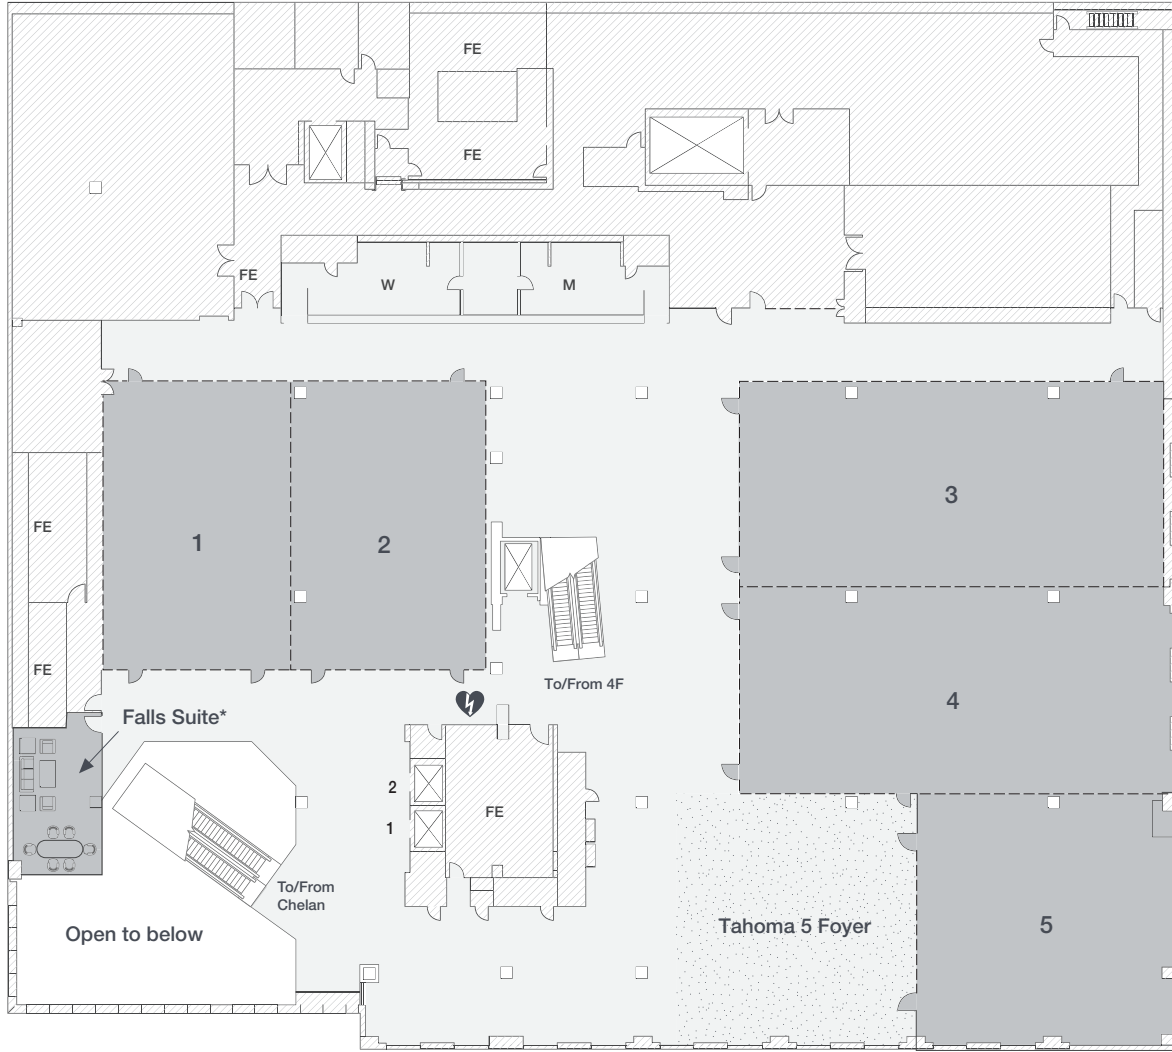 FE
FE
FE
W
M
1
2
3
FE
FE
4
To/From 4F
Falls Suite*
2
1
FE
To/From
Chelan
Open to below
Tahoma 5 Foyer
5